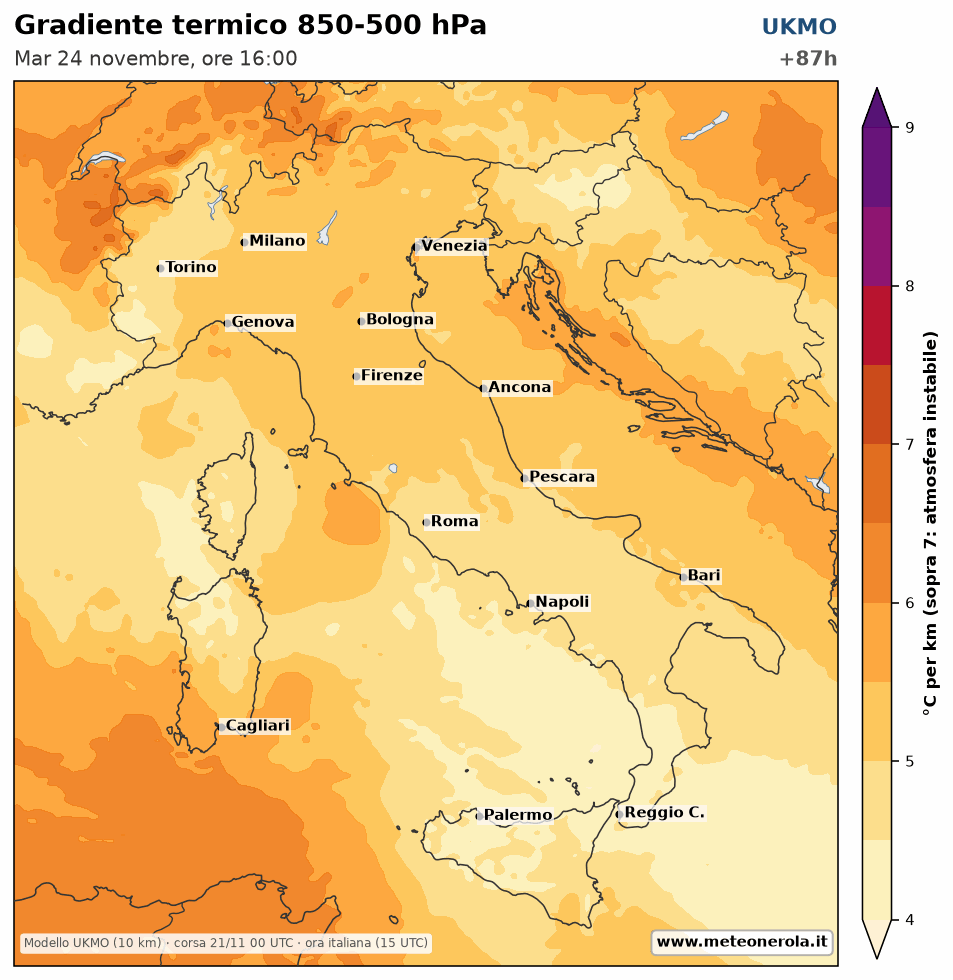 Gradiente termico 850-500 hPa
UKMO
Mar 24 novembre, ore 16:00
+87h
Milano
Venezia
Torino
Genova
Bologna
Firenze
Ancona
Pescara
Roma
Bari
Napoli
Cagliari
Palermo
Reggio C.
9
8
7
6
5
4
°C per km (sopra 7: atmosfera instabile)
Modello UKMO (10 km) · corsa 21/11 00 UTC · ora italiana (15 UTC)
www.meteonerola.it